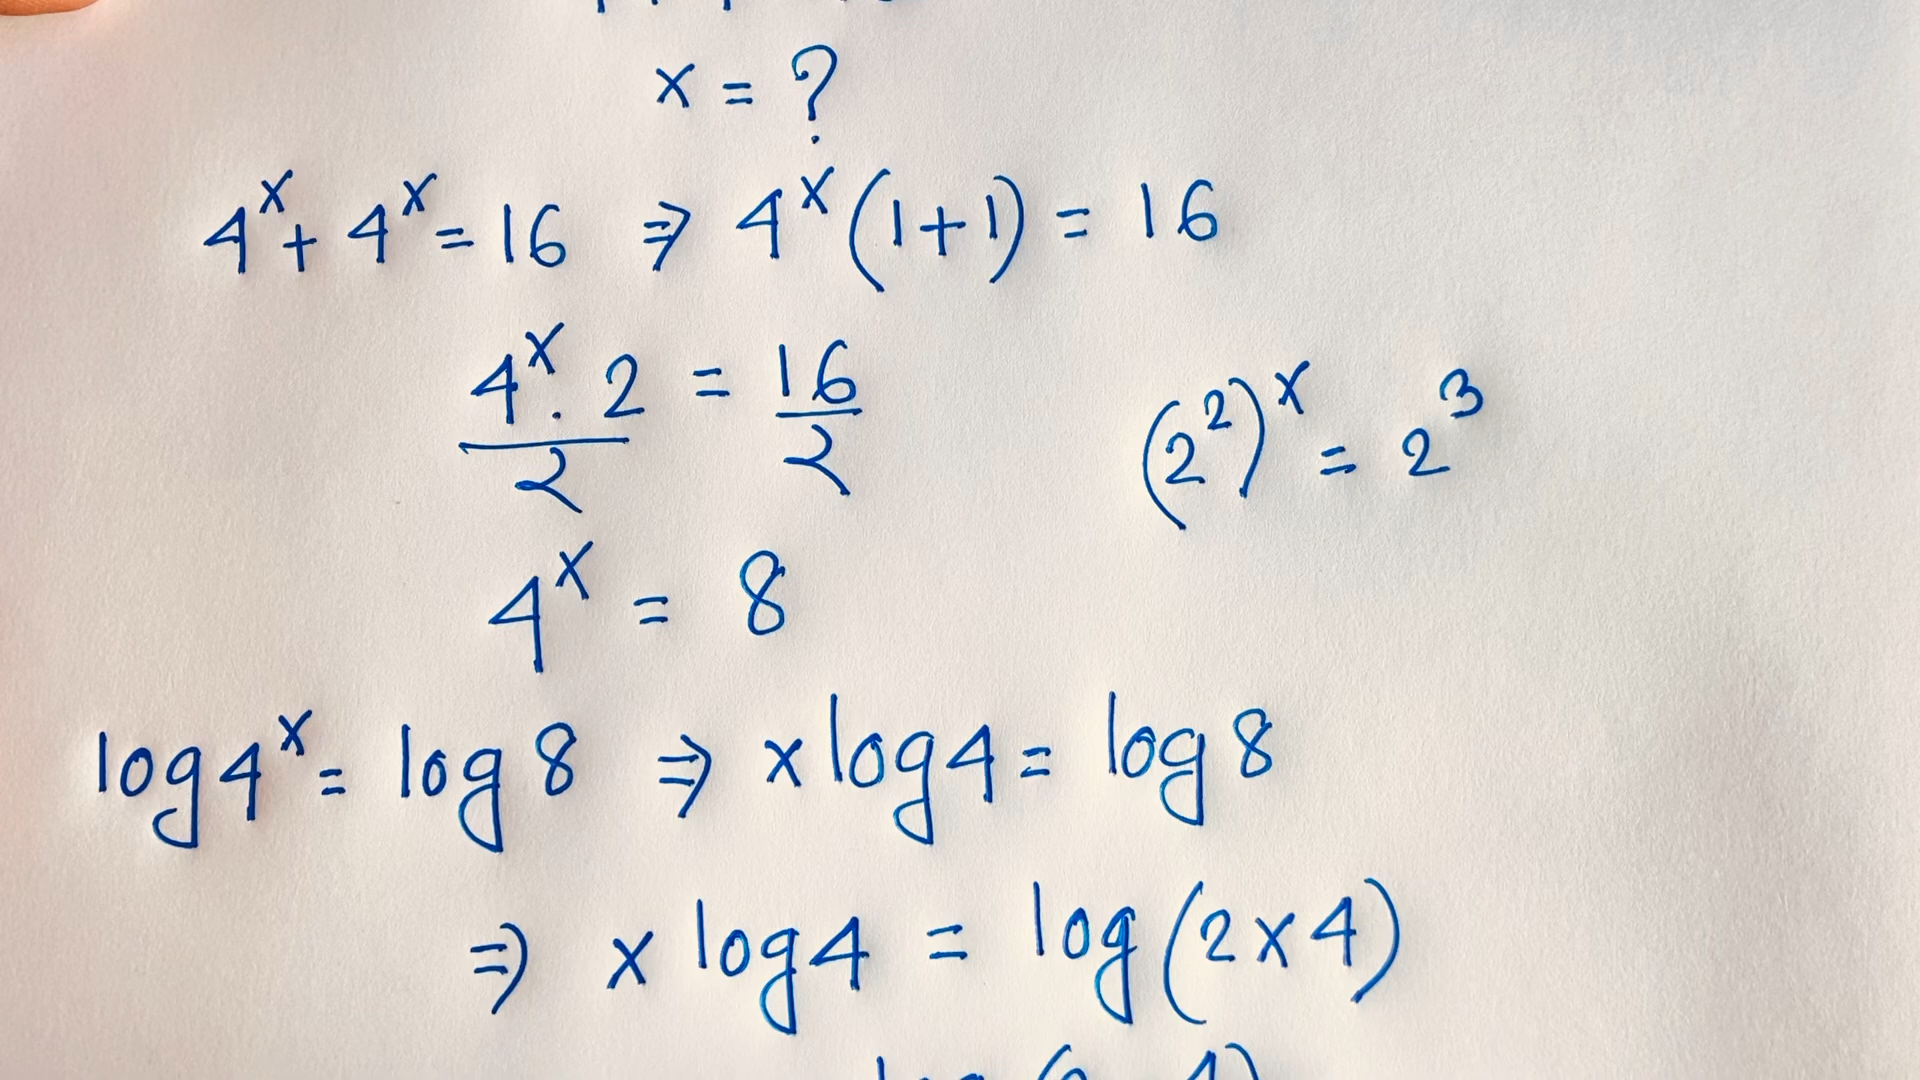 x = ?
4^x + 4^x = 16 ⇒ 4^x (1+1) = 16
4^x . 2 / 2 = 16 / 2
(2^2)^x = 2^3
4^x = 8
log 4^x = log 8 ⇒ x log 4 = log 8
⇒ x log 4 = log (2 x 4)